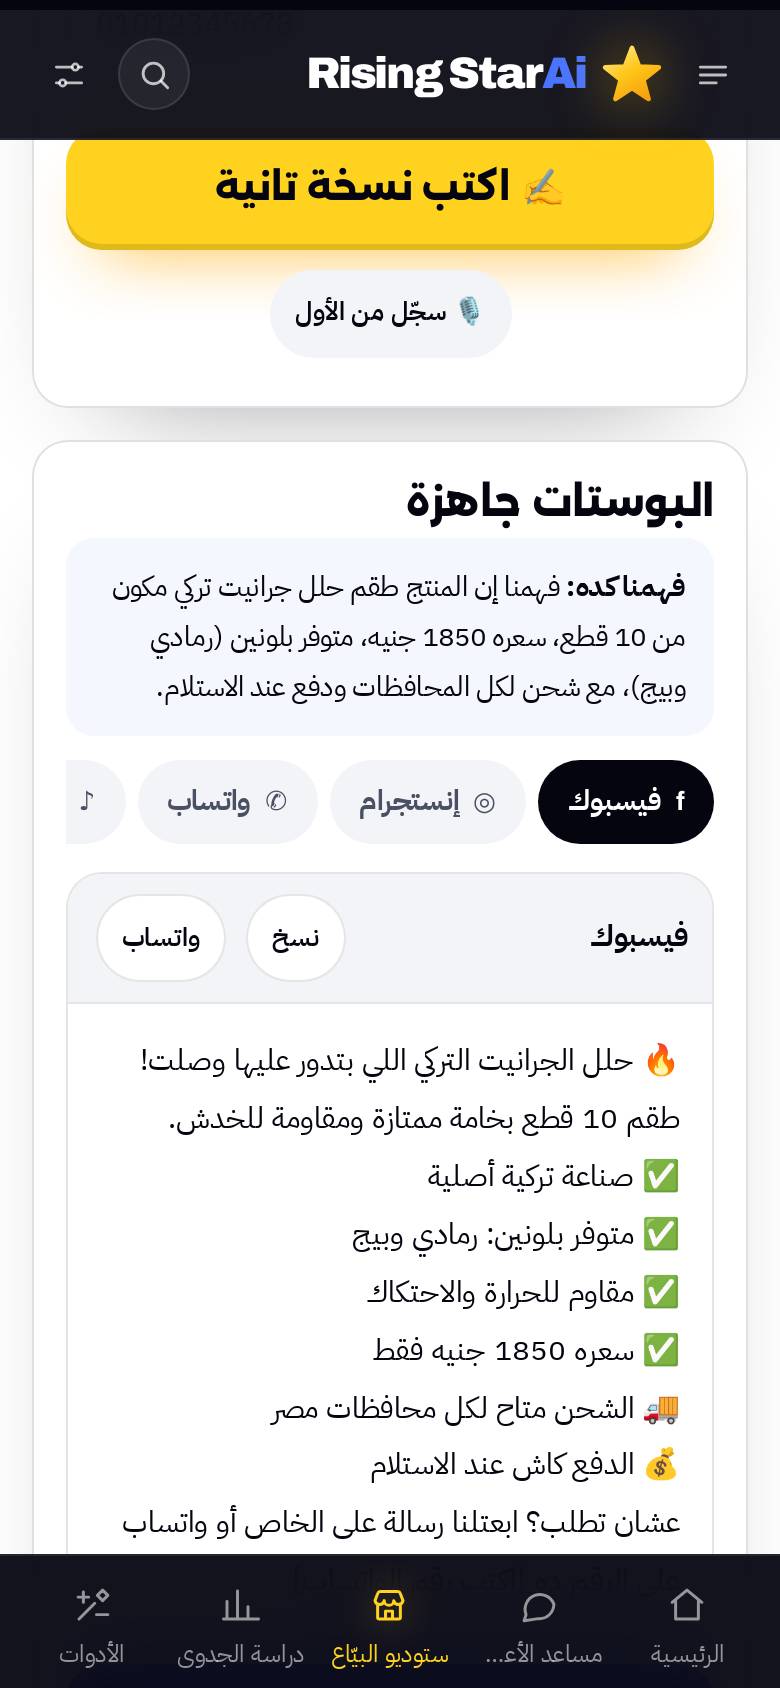 Rising StarAi
✍️ اكتب نسخة تانية
🎙️ سجّل من الأول
البوستات جاهزة
فهمنا كده: فهمنا إن المنتج طقم حلل جرانيت تركي مكون
من 10 قطع، سعره 1850 جنيه، متوفر بلونين (رمادي
وبيج)، مع شحن لكل المحافظات ودفع عند الاستلام.
f فيسبوك
◎ إنستجرام
✆ واتساب
♪
فيسبوك
نسخ
واتساب
🔥 حلل الجرانيت التركي اللي بتدور عليها وصلت!
طقم 10 قطع بخامة ممتازة ومقاومة للخدش.
✅ صناعة تركية أصلية
✅ متوفر بلونين: رمادي وبيج
✅ مقاوم للحرارة والاحتكاك
✅ سعره 1850 جنيه فقط
🚚 الشحن متاح لكل محافظات مصر
💰 الدفع كاش عند الاستلام
عشان تطلب؟ ابعتلنا رسالة على الخاص أو واتساب
الرئيسية
مساعد الأعـ...
ستوديو البيّاع
دراسة الجدوى
الأدوات